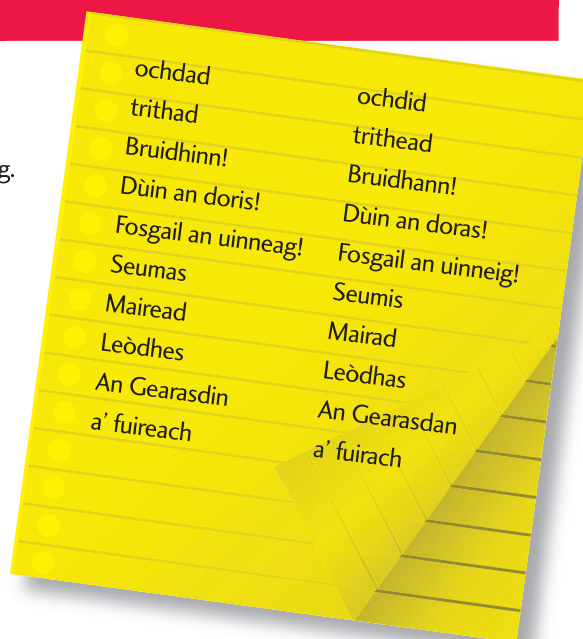 g.
ochdad ochdid
trithad trithead
Bruidhinn! Bruidhann!
Dùin an doris! Dùin an doras!
Fosgail an uinneag! Fosgail an uinneig!
Seumas Seumis
Mairead Mairad
Leòdhes Leòdhas
An Gearasdin An Gearasdan
a' fuireach a' fuirach